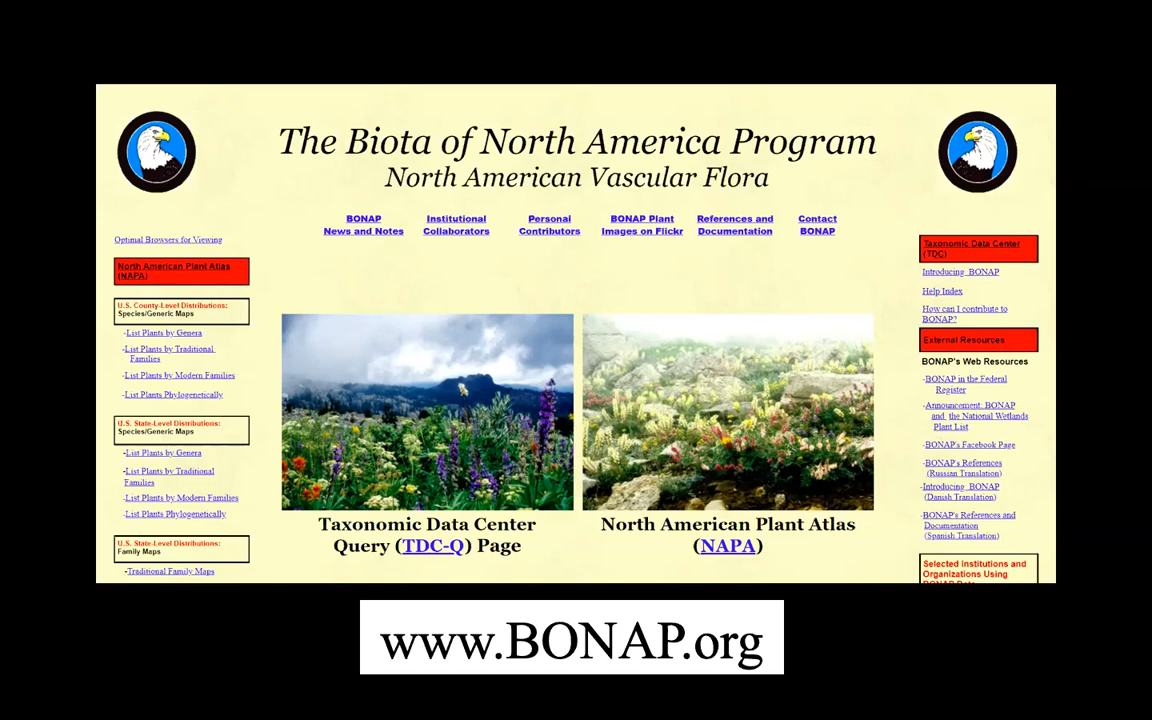 The Biota of North America Program
North American Vascular Flora
BONAP
News and Notes
Institutional
Collaborators
Personal
Contributors
BONAP Plant
Images on Flickr
References and
Documentation
Contact
BONAP
Optimal Browsers for Viewing
North American Plant Atlas
(NAPA)
U.S. County-Level Distributions:
Species/Generic Maps
-List Plants by Genera
-List Plants by Traditional
Families
-List Plants by Modern Families
-List Plants Phylogenetically
U.S. State-Level Distributions:
Species/Generic Maps
-List Plants by Genera
-List Plants by Traditional
Families
-List Plants by Modern Families
-List Plants Phylogenetically
U.S. State-Level Distributions:
Family Maps
-Traditional Family Maps
Taxonomic Data Center
Query (TDC-Q) Page
North American Plant Atlas
(NAPA)
Taxonomic Data Center
(TDC)
Introducing BONAP
Help Index
How can I contribute to
BONAP?
External Resources
BONAP's Web Resources
-BONAP in the Federal
Register
-Announcement: BONAP
and the National Wetlands
Plant List
-BONAP's Facebook Page
-BONAP's References
(Russian Translation)
-Introducing BONAP
(Danish Translation)
-BONAP's References and
Documentation
(Spanish Translation)
Selected Institutions and
Organizations Using
BONAP Data
www.BONAP.org